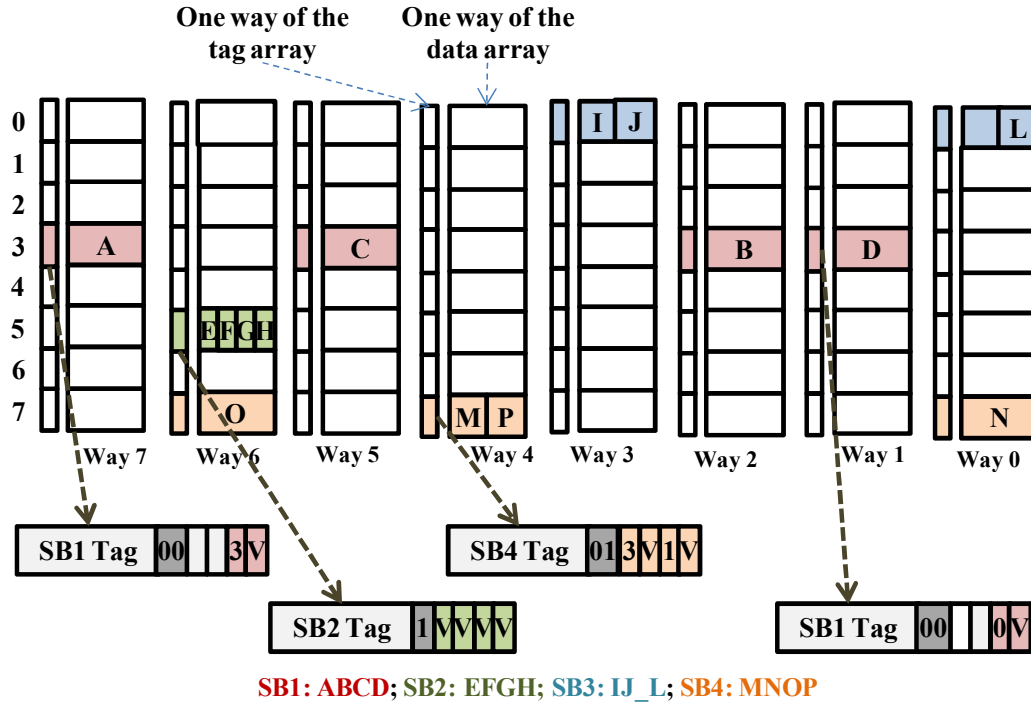 One way of the
tag array
One way of the
data array
0
I J
L
1
2
3
A
C
B
D
4
5
E F G H
6
7
O
M P
N
Way 7
Way 6
Way 5
Way 4
Way 3
Way 2
Way 1
Way 0
SB1 Tag 00 3 V
SB4 Tag 01 3 V 1 V
SB2 Tag 1 V V V V
SB1 Tag 00 0 V
SB1: ABCD; SB2: EFGH; SB3: IJ_L; SB4: MNOP